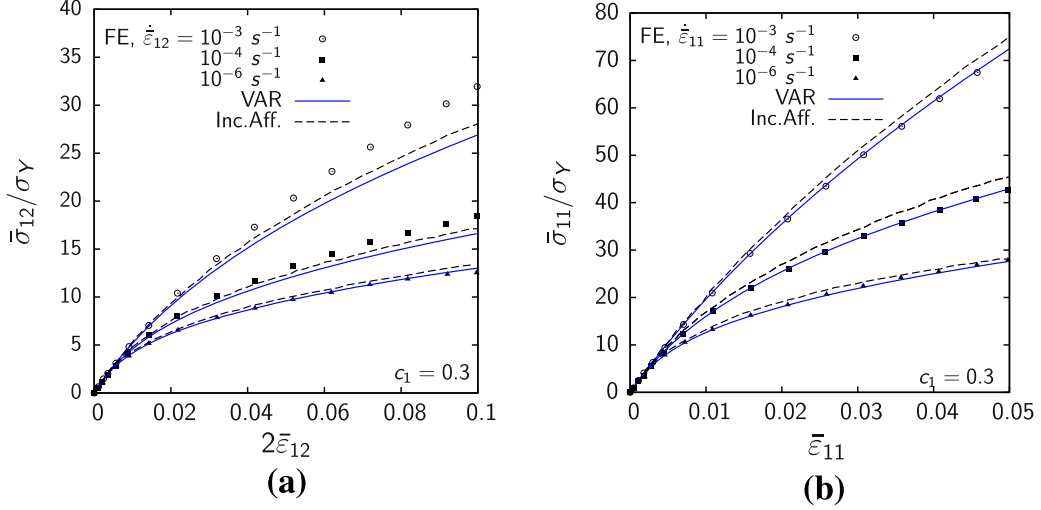 FE, ε̄̇₁₂ = 10⁻³ s⁻¹
10⁻⁴ s⁻¹
10⁻⁶ s⁻¹
VAR
Inc.Aff.
40
35
30
25
20
15
10
5
0
σ̄₁₂/σ_Y
0 0.02 0.04 0.06 0.08 0.1
2ε̄₁₂
c₁ = 0.3
(a)
FE, ε̄̇₁₁ = 10⁻³ s⁻¹
10⁻⁴ s⁻¹
10⁻⁶ s⁻¹
VAR
Inc.Aff.
80
70
60
50
40
30
20
10
0
σ̄₁₁/σ_Y
0 0.01 0.02 0.03 0.04 0.05
ε̄₁₁
c₁ = 0.3
(b)